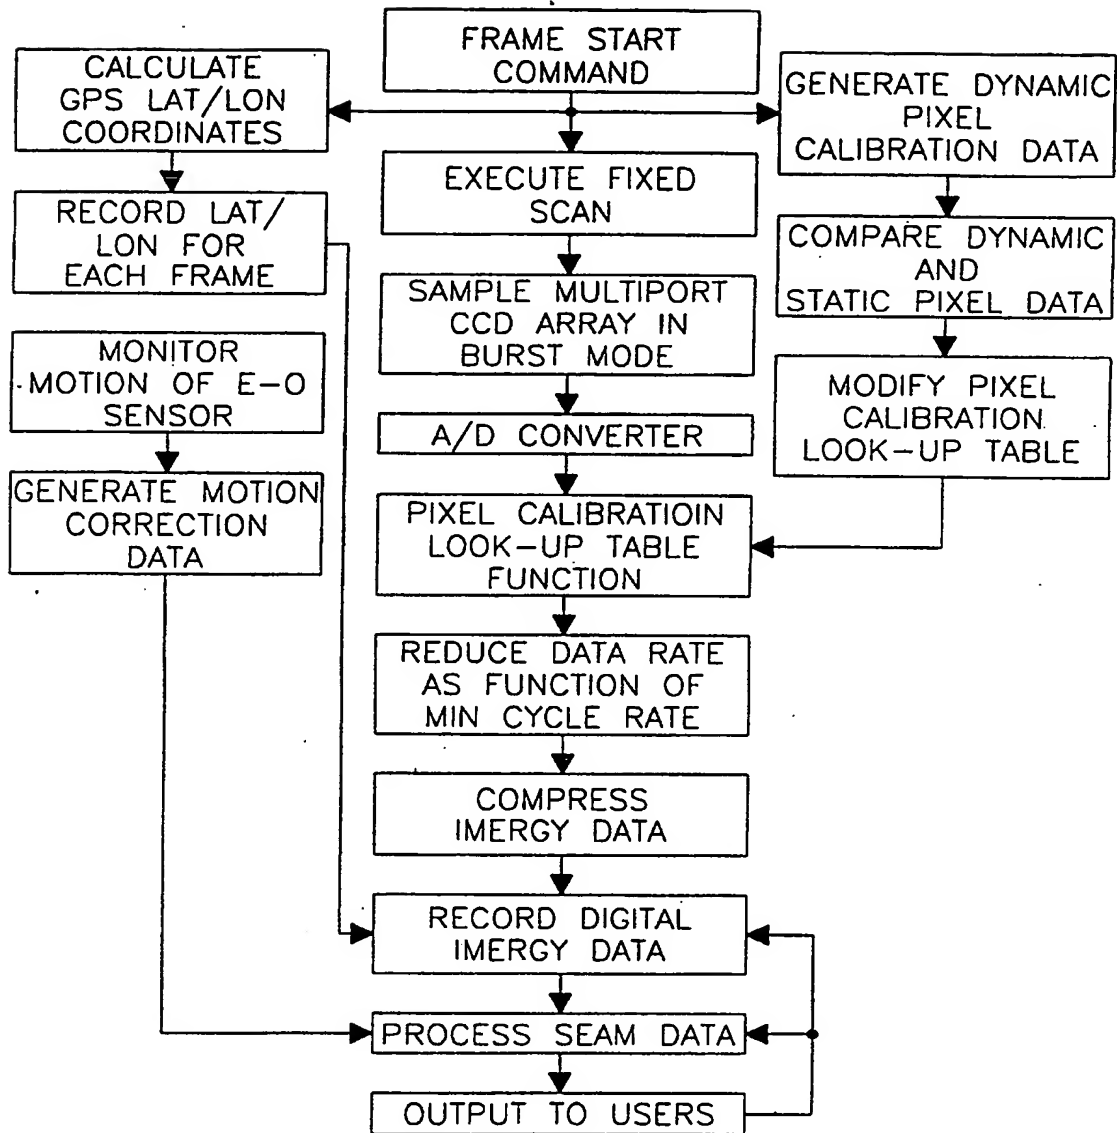 FRAME START
COMMAND
CALCULATE
GPS LAT/LON
COORDINATES
GENERATE DYNAMIC
PIXEL
CALIBRATION DATA
EXECUTE FIXED
SCAN
RECORD LAT/
LON FOR
EACH FRAME
COMPARE DYNAMIC
AND
STATIC PIXEL DATA
SAMPLE MULTIPORT
CCD ARRAY IN
BURST MODE
MONITOR
MOTION OF E-O
SENSOR
MODIFY PIXEL
CALIBRATION
LOOK-UP TABLE
A/D CONVERTER
GENERATE MOTION
CORRECTION
DATA
PIXEL CALIBRATIOIN
LOOK-UP TABLE
FUNCTION
REDUCE DATA RATE
AS FUNCTION OF
MIN CYCLE RATE
COMPRESS
IMERGY DATA
RECORD DIGITAL
IMERGY DATA
PROCESS SEAM DATA
OUTPUT TO USERS